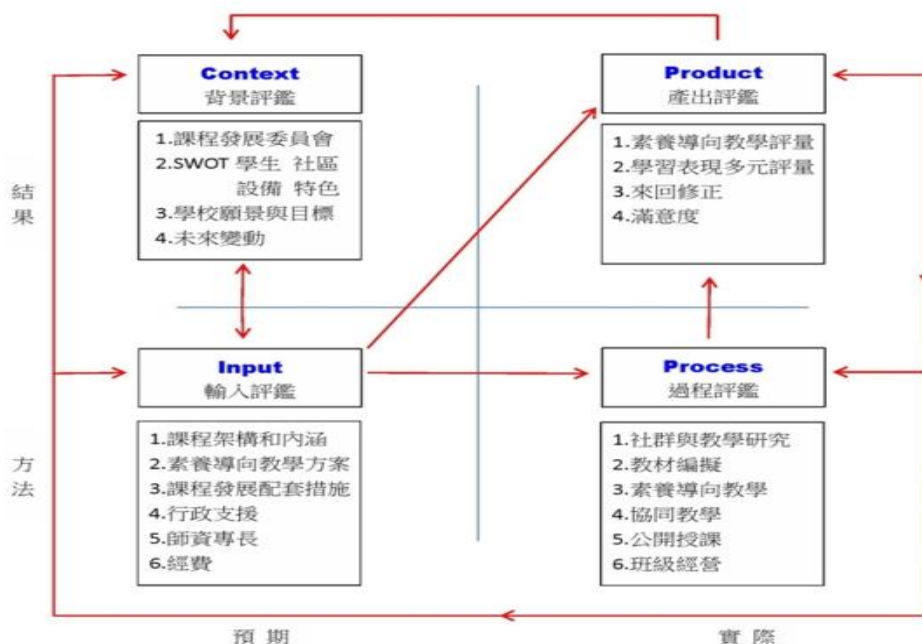 Context
背景評鑑
1.課程發展委員會
2.SWOT 學生 社區
設備 特色
3.學校願景與目標
4.未來變動
Product
產出評鑑
1.素養導向教學評量
2.學習表現多元評量
3.來回修正
4.滿意度
結果
Input
輸入評鑑
1.課程架構和內涵
2.素養導向教學方案
3.課程發展配套措施
4.行政支援
5.師資專長
6.經費
Process
過程評鑑
1.社群與教學研究
2.教材編擬
3.素養導向教學
4.協同教學
5.公開授課
6.班級經營
方法
預期
實際